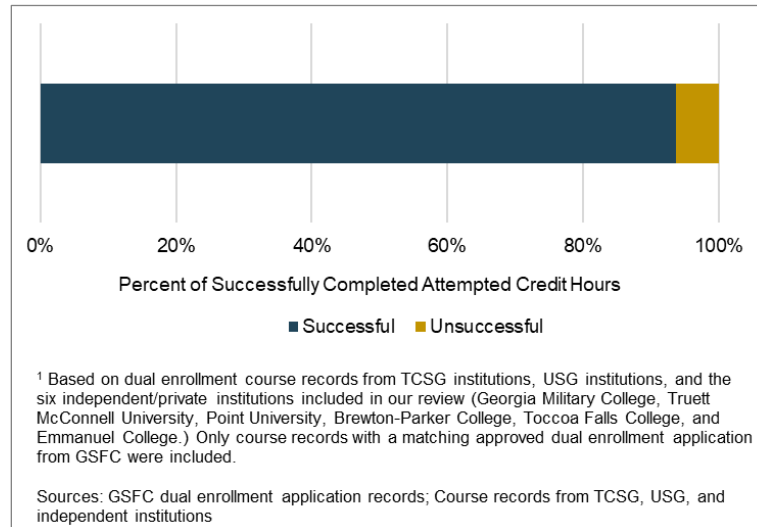 0% 20% 40% 60% 80% 100%
Percent of Successfully Completed Attempted Credit Hours
Successful Unsuccessful
¹ Based on dual enrollment course records from TCSG institutions, USG institutions, and the
six independent/private institutions included in our review (Georgia Military College, Truett
McConnell University, Point University, Brewton-Parker College, Toccoa Falls College, and
Emmanuel College.) Only course records with a matching approved dual enrollment application
from GSFC were included.
Sources: GSFC dual enrollment application records; Course records from TCSG, USG, and
independent institutions